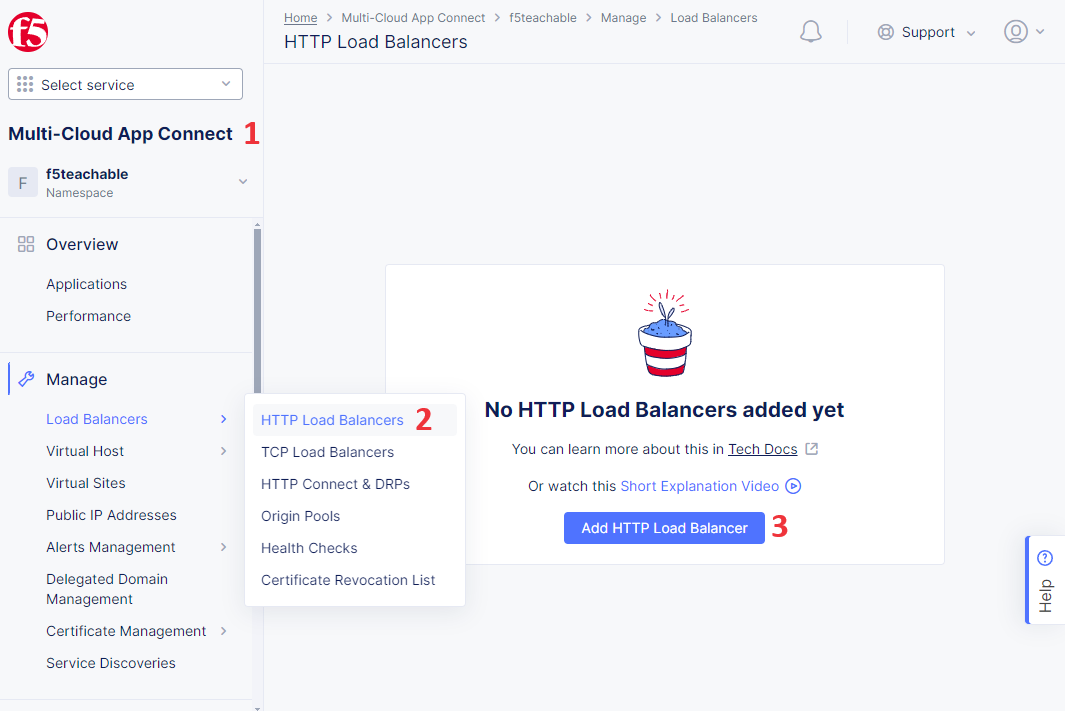 f5
Home > Multi-Cloud App Connect > f5teachable > Manage > Load Balancers
HTTP Load Balancers
Support
Select service
Multi-Cloud App Connect 1
F
f5teachable
Namespace
Overview
Applications
Performance
Manage
Load Balancers
Virtual Host
Virtual Sites
Public IP Addresses
Alerts Management
Delegated Domain
Management
Certificate Management
Service Discoveries
HTTP Load Balancers 2
TCP Load Balancers
HTTP Connect & DRPs
Origin Pools
Health Checks
Certificate Revocation List
No HTTP Load Balancers added yet
You can learn more about this in Tech Docs
Or watch this Short Explanation Video
Add HTTP Load Balancer 3
Help